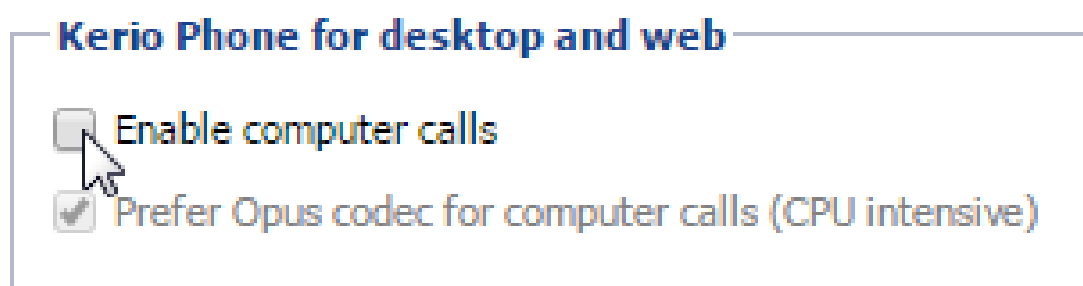 Kerio Phone for desktop and web
Enable computer calls
Prefer Opus codec for computer calls (CPU intensive)